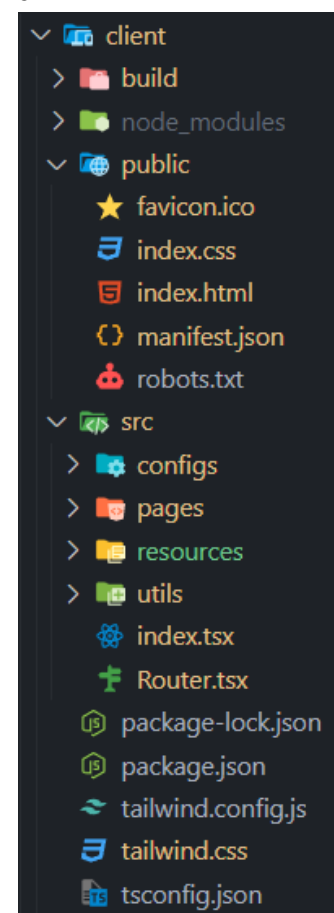 client
build
node_modules
public
favicon.ico
index.css
index.html
manifest.json
robots.txt
src
configs
pages
resources
utils
index.tsx
Router.tsx
package-lock.json
package.json
tailwind.config.js
tailwind.css
tsconfig.json